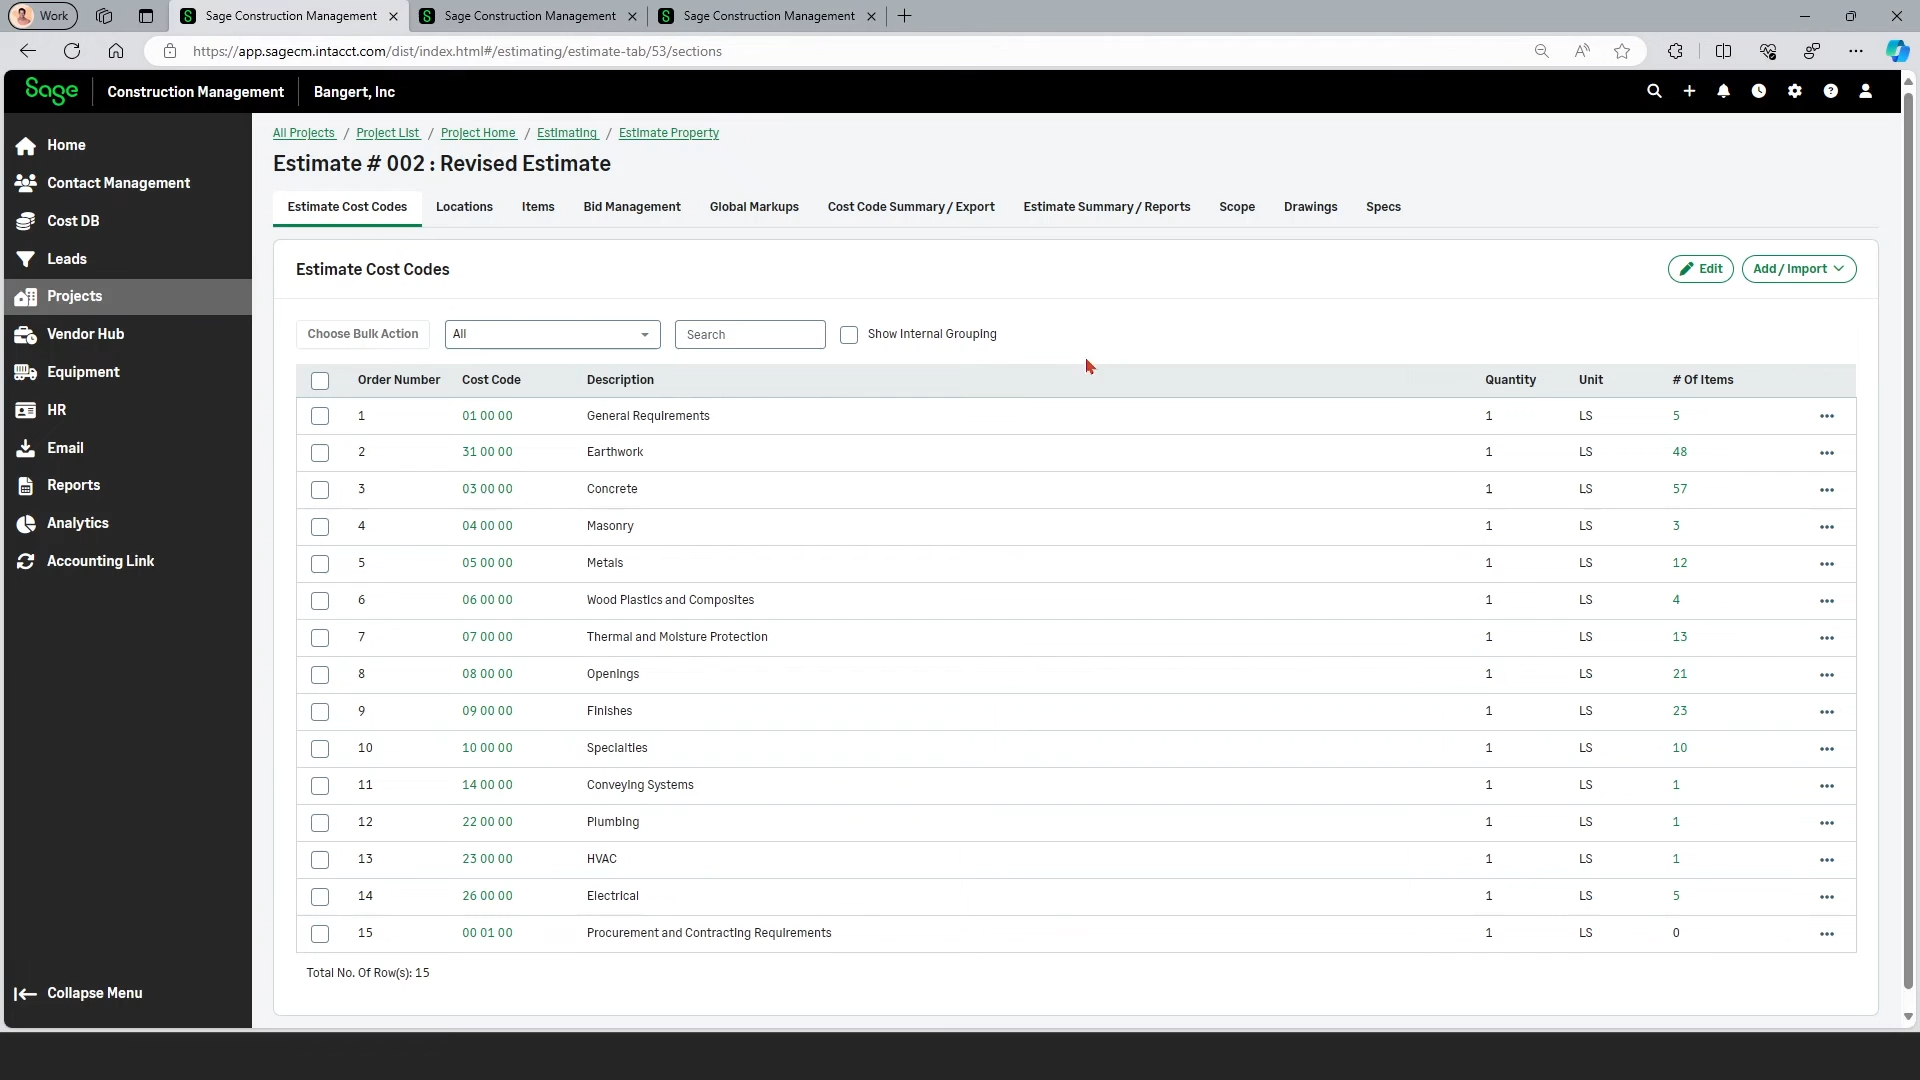 Work
Sage Construction Management
Sage Construction Management
Sage Construction Management
https://app.sagecm.intacct.com/dist/index.html#/estimating/estimate-tab/53/sections
Sage Construction Management Bangert, Inc
Home
Contact Management
Cost DB
Leads
Projects
Vendor Hub
Equipment
HR
Email
Reports
Analytics
Accounting Link
Collapse Menu
All Projects / Project List / Project Home / Estimating / Estimate Property
Estimate # 002 : Revised Estimate
Estimate Cost Codes Locations Items Bid Management Global Markups Cost Code Summary / Export Estimate Summary / Reports Scope Drawings Specs
Estimate Cost Codes
Edit
Add / Import
Choose Bulk Action All Search Show Internal Grouping
Order Number Cost Code Description Quantity Unit # Of Items
1 01 00 00 General Requirements 1 LS 5
2 31 00 00 Earthwork 1 LS 48
3 03 00 00 Concrete 1 LS 57
4 04 00 00 Masonry 1 LS 3
5 05 00 00 Metals 1 LS 12
6 06 00 00 Wood Plastics and Composites 1 LS 4
7 07 00 00 Thermal and Moisture Protection 1 LS 13
8 08 00 00 Openings 1 LS 21
9 09 00 00 Finishes 1 LS 23
10 10 00 00 Specialties 1 LS 10
11 14 00 00 Conveying Systems 1 LS 1
12 22 00 00 Plumbing 1 LS 1
13 23 00 00 HVAC 1 LS 1
14 26 00 00 Electrical 1 LS 5
15 00 01 00 Procurement and Contracting Requirements 1 LS 0
Total No. Of Row(s): 15